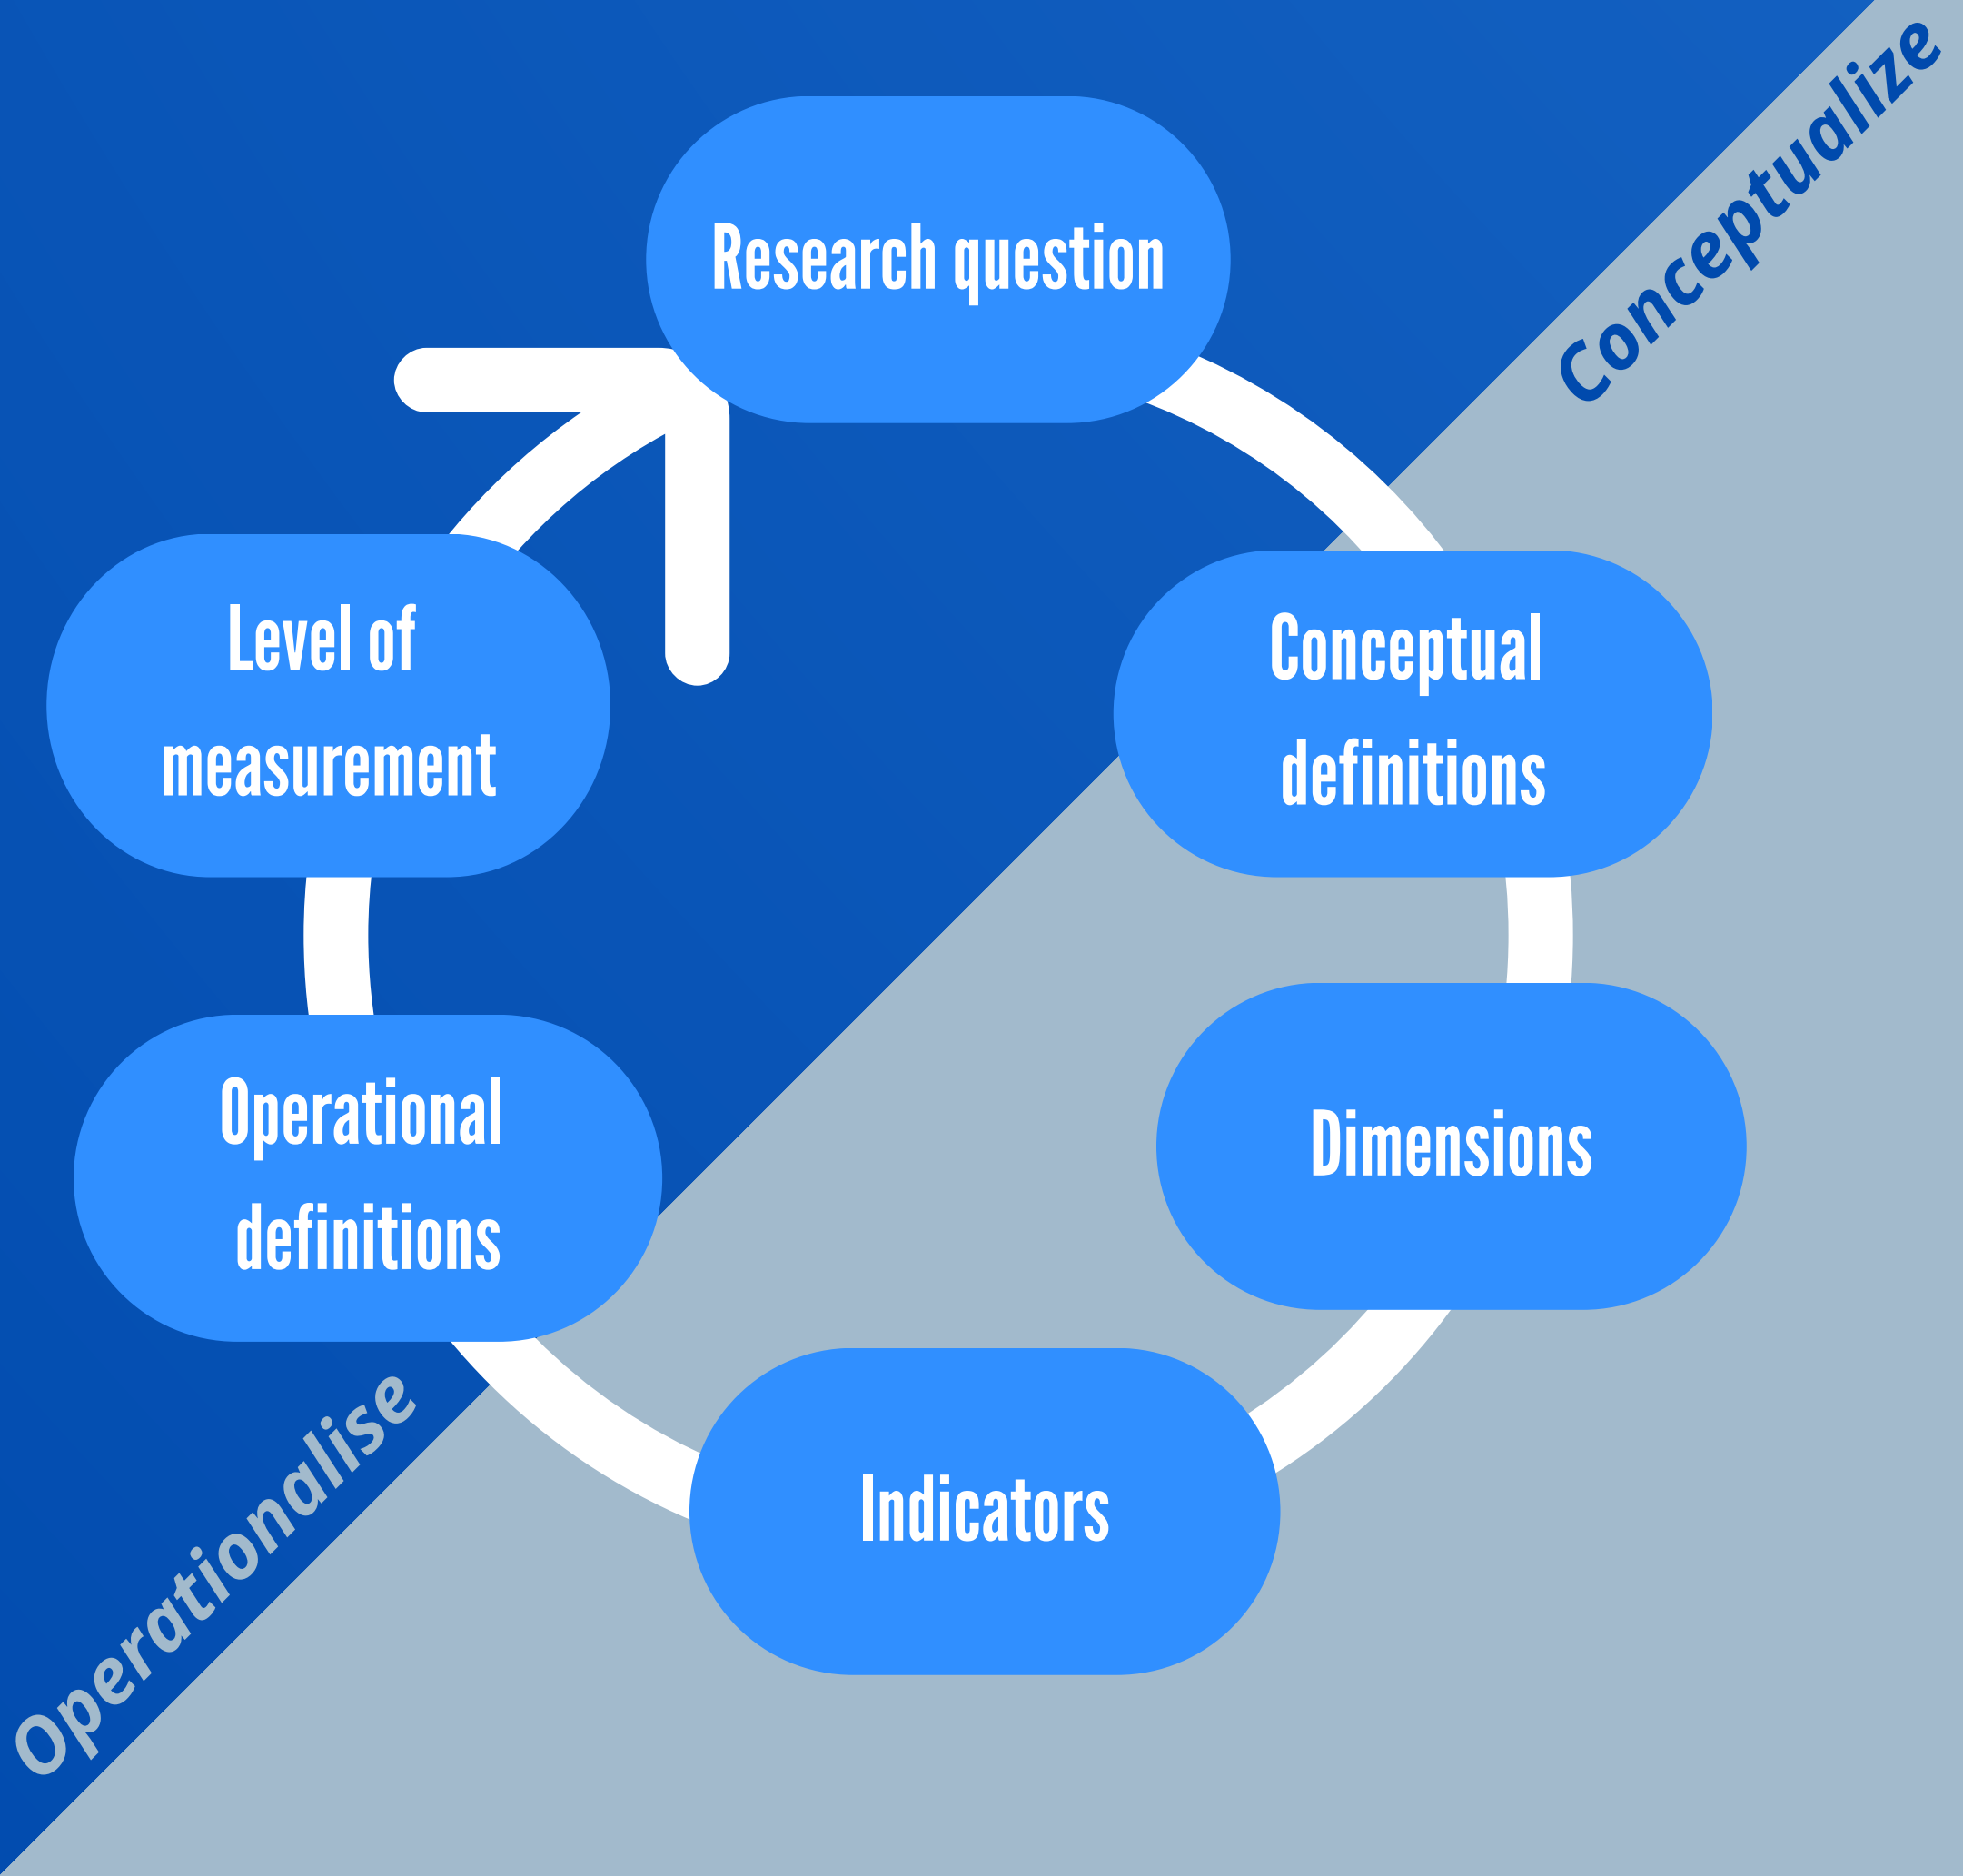 Conceptualize
Research question
Level of
measurement
Conceptual
definitions
Operational
definitions
Dimensions
Indicators
Operationalise